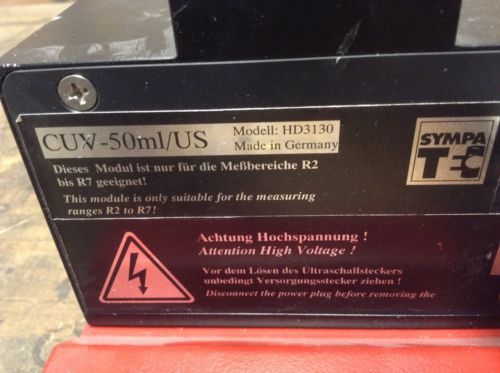 CUW-50ml/US
Modell: HD3130
Made in Germany
SYMPA
TEC
Dieses Modul ist nur für die Meßbereiche R2
bis R7 geeignet!
This module is only suitable for the measuring
ranges R2 to R7!
Achtung Hochspannung !
Attention High Voltage !
Vor dem Lösen des Ultraschallsteckers
unbedingt Versorgungsstecker ziehen !
Disconnect the power plug before removing the